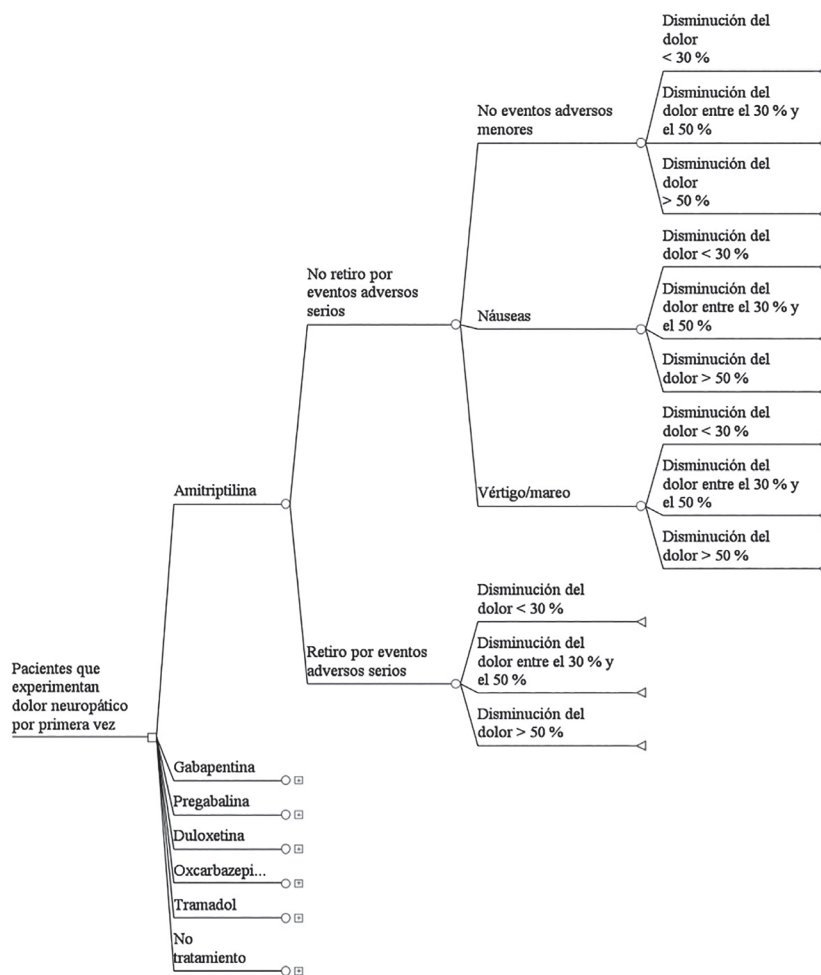 Disminución del
dolor
< 30 %
Disminución del
dolor entre el 30 % y
el 50 %
Disminución del
dolor
> 50 %
No eventos adversos
menores
Disminución del
dolor < 30 %
Disminución del
dolor entre el 30 % y
el 50 %
Disminución del
dolor > 50 %
Náuseas
No retiro por
eventos adversos
serios
Disminución del
dolor < 30 %
Disminución del
dolor entre el 30 % y
el 50 %
Disminución del
dolor > 50 %
Vértigo/mareo
Amitriptilina
Disminución del
dolor < 30 %
Disminución del
dolor entre el 30 % y
el 50 %
Disminución del
dolor > 50 %
Retiro por eventos
adversos serios
Pacientes que
experimentan
dolor neuropático
por primera vez
Gabapentina
Pregabalina
Duloxetina
Oxcarbazepi...
Tramadol
No
tratamiento